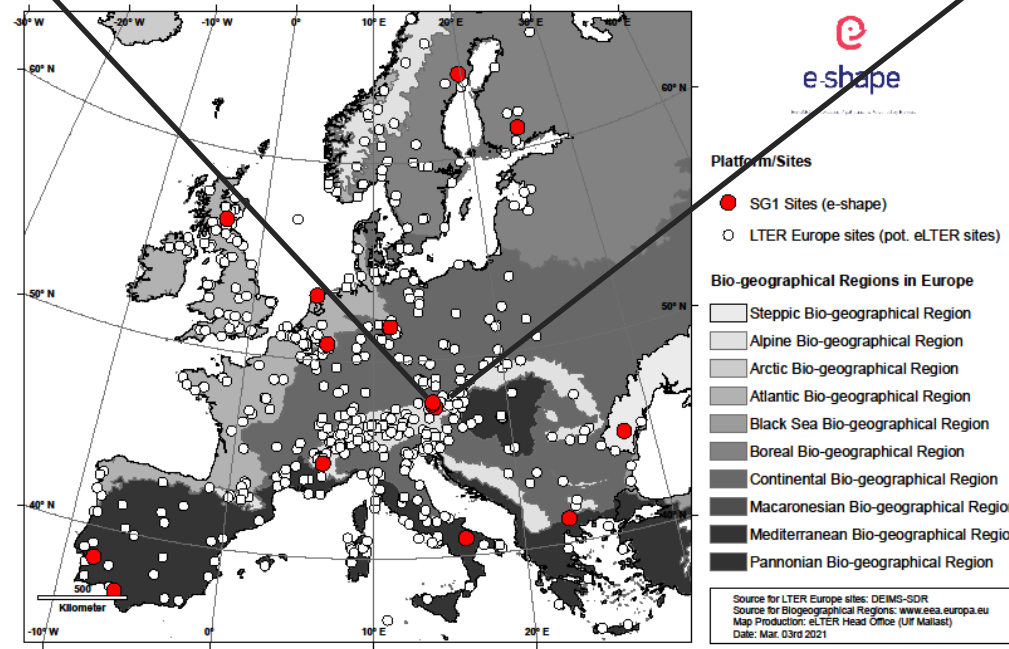 -30° W
-20° W
-10° W
0°
10° E
20° E
30° E
40° E
60° N
60° N
50° N
50° N
40° N
40° N
500
Kilometer
-10° W
0°
10° E
20° E
e-shape
Platform/Sites
SG1 Sites (e-shape)
LTER Europe sites (pot. eLTER sites)
Bio-geographical Regions in Europe
Steppic Bio-geographical Region
Alpine Bio-geographical Region
Arctic Bio-geographical Region
Atlantic Bio-geographical Region
Black Sea Bio-geographical Region
Boreal Bio-geographical Region
Continental Bio-geographical Region
Macaronesian Bio-geographical Region
Mediterranean Bio-geographical Regio
Pannonian Bio-geographical Region
Source for LTER Europe sites: DEIMS-SDR
Source for Biogeographical Regions: www.eea.europa.eu
Map Production: eLTER Head Office (Ulf Mallast)
Date: Mar. 03rd 2021